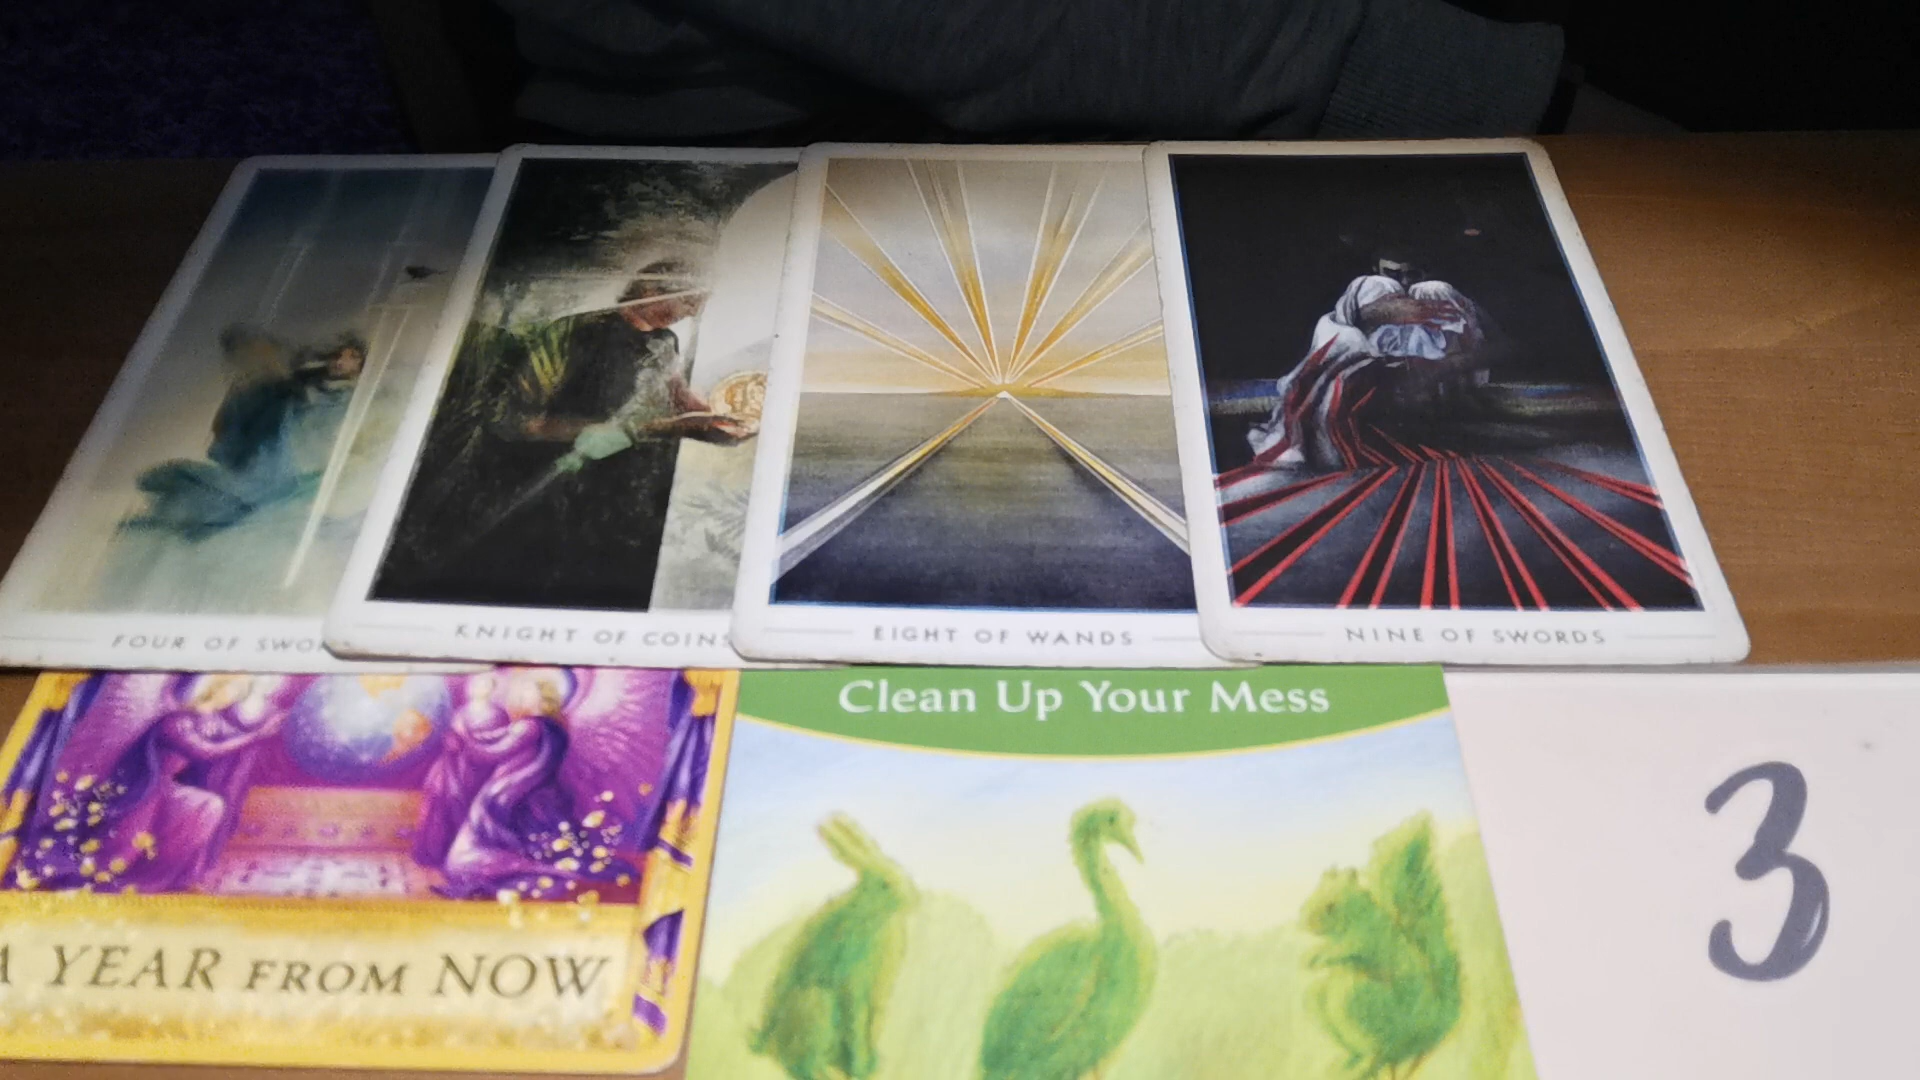 FOUR OF SWO
KNIGHT OF COINS
EIGHT OF WANDS
NINE OF SWORDS
A YEAR FROM NOW
Clean Up Your Mess
3